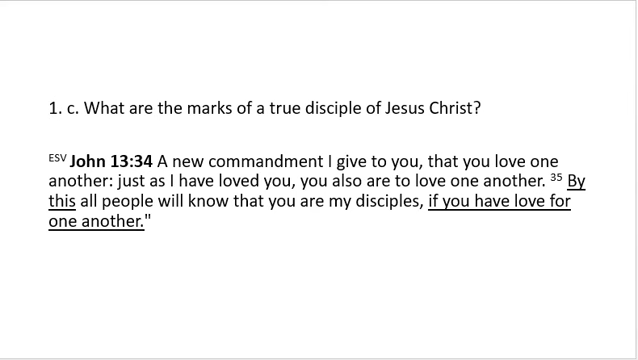 1. c. What are the marks of a true disciple of Jesus Christ?
ESV John 13:34 A new commandment I give to you, that you love one
another: just as I have loved you, you also are to love one another. 35 By
this all people will know that you are my disciples, if you have love for
one another."